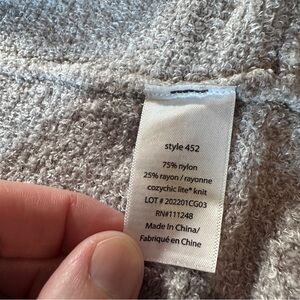 style 452
75% nylon
25% rayon / rayonne
cozychic lite® knit
LOT # 202201CG03
RN#111248
Made In China/
Fabriqué en Chine